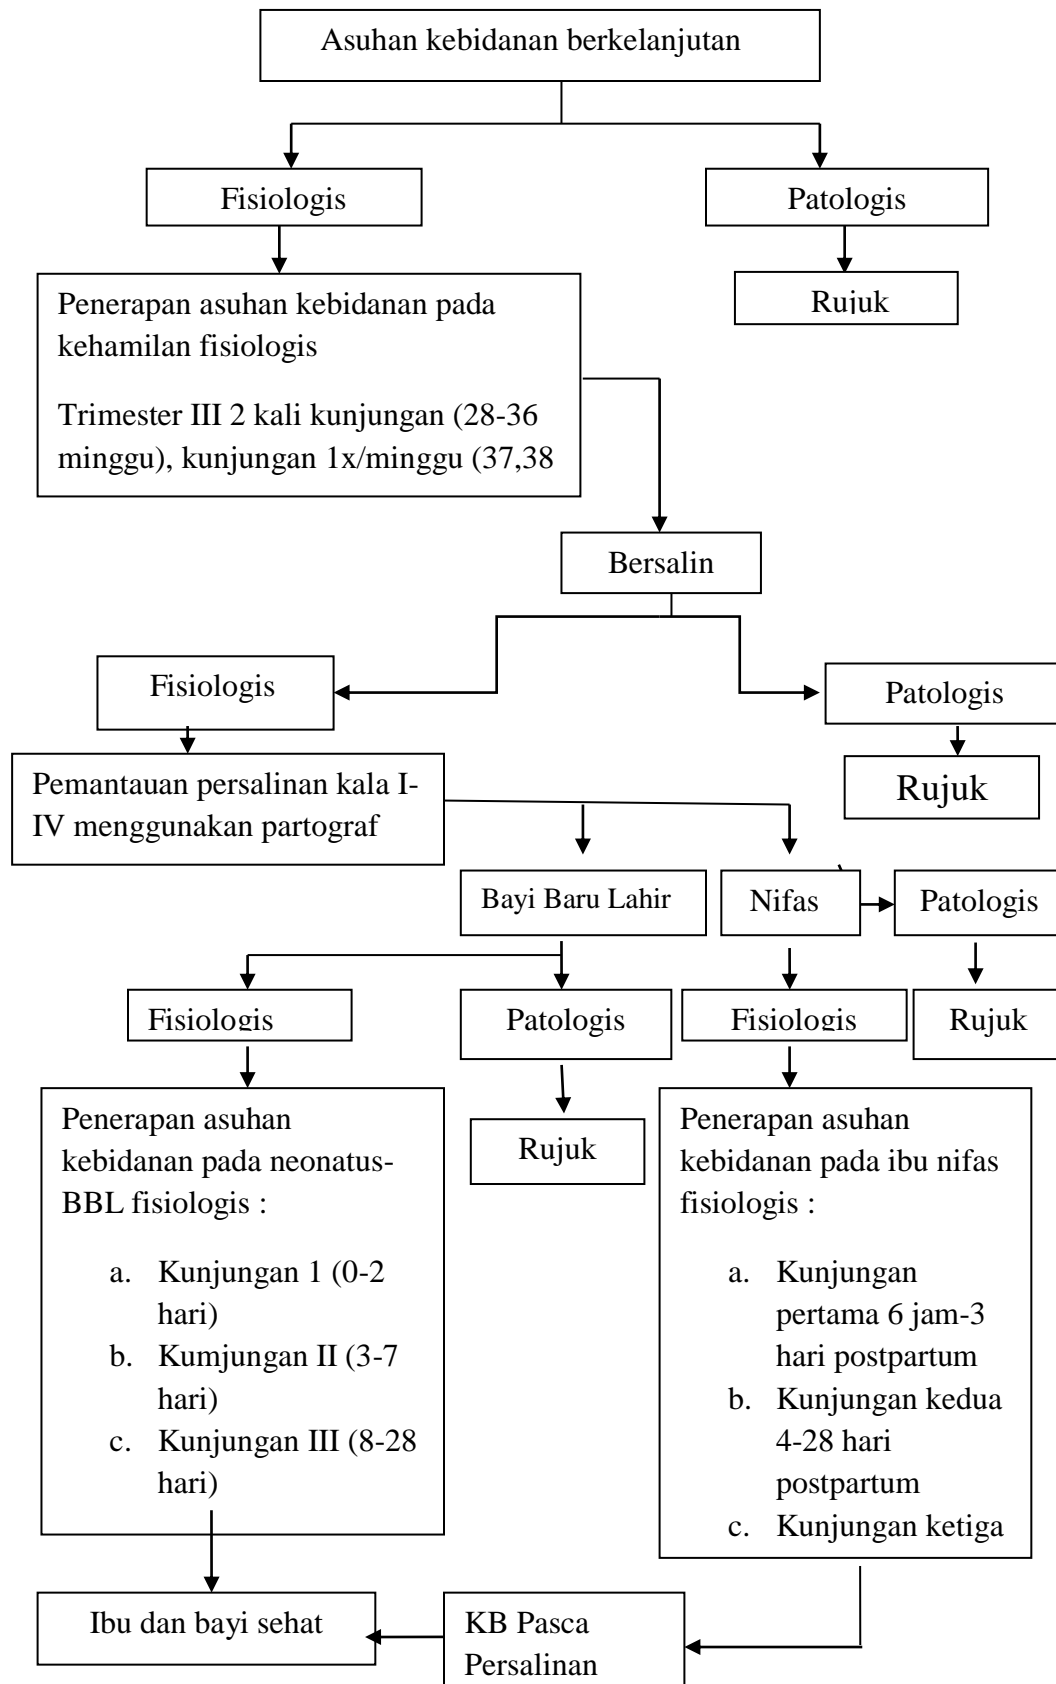 Asuhan kebidanan berkelanjutan
Fisiologis
Patologis
Rujuk
Penerapan asuhan kebidanan pada
kehamilan fisiologis
Trimester III 2 kali kunjungan (28-36
minggu), kunjungan 1x/minggu (37,38
Bersalin
Fisiologis
Patologis
Rujuk
Pemantauan persalinan kala I-
IV menggunakan partograf
Bayi Baru Lahir
Nifas
Patologis
Fisiologis
Patologis
Fisiologis
Rujuk
Penerapan asuhan
kebidanan pada neonatus-
BBL fisiologis :
a. Kunjungan 1 (0-2
hari)
b. Kumjungan II (3-7
hari)
c. Kunjungan III (8-28
hari)
Rujuk
Penerapan asuhan
kebidanan pada ibu nifas
fisiologis :
a. Kunjungan
pertama 6 jam-3
hari postpartum
b. Kunjungan kedua
4-28 hari
postpartum
c. Kunjungan ketiga
Ibu dan bayi sehat
KB Pasca
Persalinan